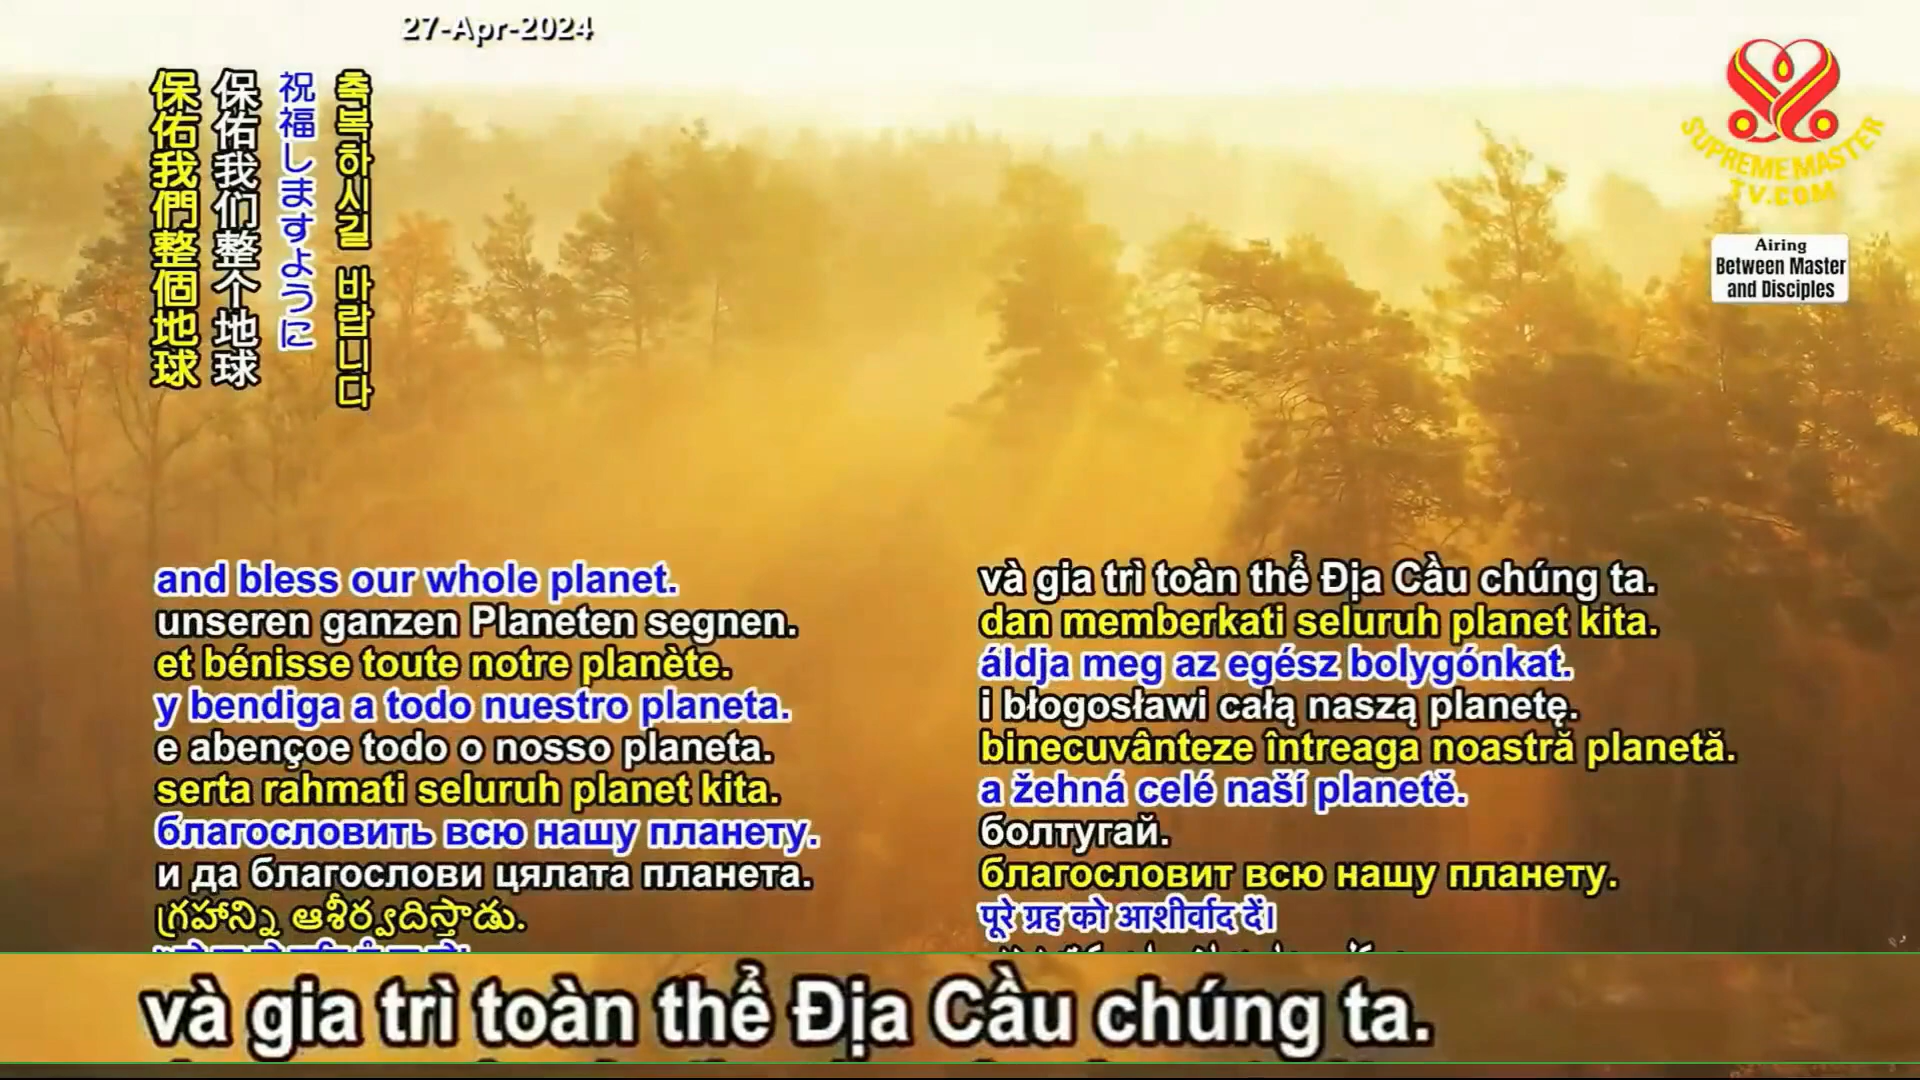 27-Apr-2024
SUPREME MASTER
TV.COM
Airing
Between Master
and Disciples
축복하시길 바랍니다
祝福しますように
保佑我们整个地球
保佑我們整個地球
and bless our whole planet.
unseren ganzen Planeten segnen.
et bénisse toute notre planète.
y bendiga a todo nuestro planeta.
e abençoe todo o nosso planeta.
serta rahmati seluruh planet kita.
благословить всю нашу планету.
и да благослови цялата планета.
గ్రహాన్ని ఆశీర్వదిస్తాడు.
và gia trì toàn thể Địa Cầu chúng ta.
dan memberkati seluruh planet kita.
áldja meg az egész bolygónkat.
i błogosławi całą naszą planetę.
binecuvânteze întreaga noastră planetă.
a žehná celé naší planetě.
болтугай.
благословит всю нашу планету.
पूरे ग्रह को आशीर्वाद दें।
và gia trì toàn thể Địa Cầu chúng ta.